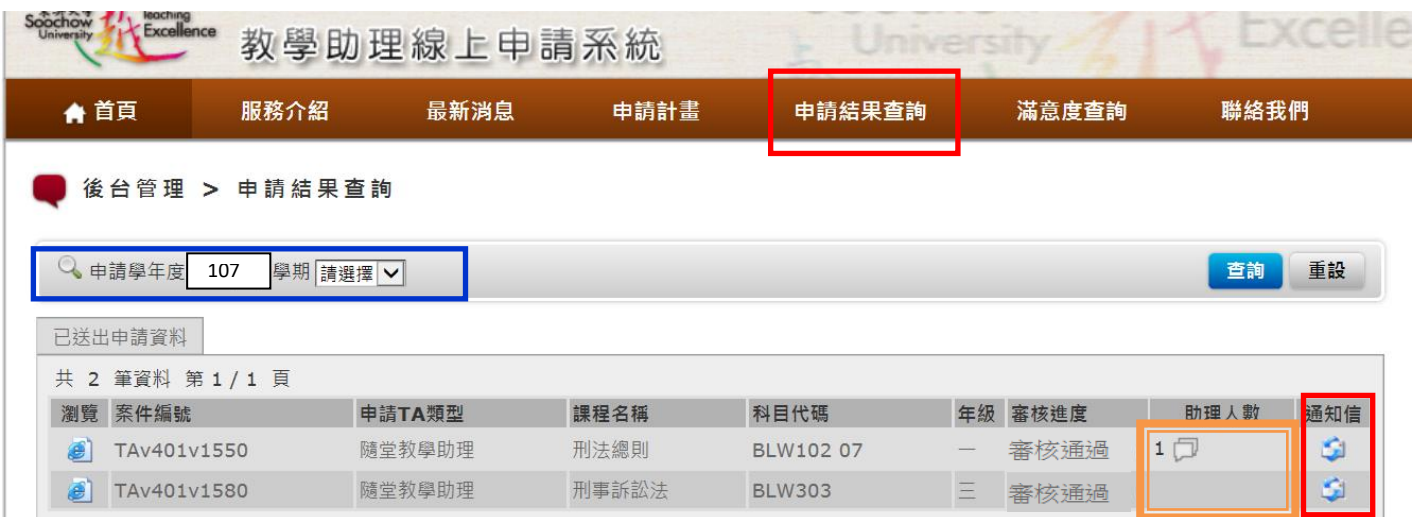 Soochow University
Teaching Excellence
教學助理線上申請系統
University Excelle
首頁 服務介紹 最新消息 申請計畫 申請結果查詢 滿意度查詢 聯絡我們
後台管理 > 申請結果查詢
申請學年度 107 學期 請選擇 查詢 重設
已送出申請資料
共 2 筆資料 第 1 / 1 頁
瀏覽 案件編號 申請TA類型 課程名稱 科目代碼 年級 審核進度 助理人數 通知信
TAv401v1550 隨堂教學助理 刑法總則 BLW102 07 一 審核通過 1
TAv401v1580 隨堂教學助理 刑事訴訟法 BLW303 三 審核通過